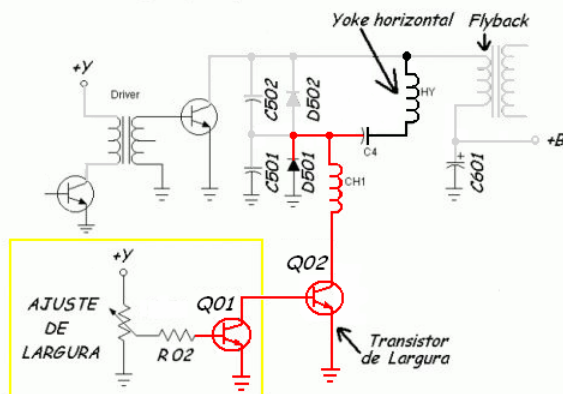 Yoke horizontal
Flyback
+Y
Driver
C502
D502
HY
C501
D501
C4
CH1
+
C601
+B
+Y
AJUSTE
DE
LARGURA
R02
Q01
Q02
Transistor
de Largura